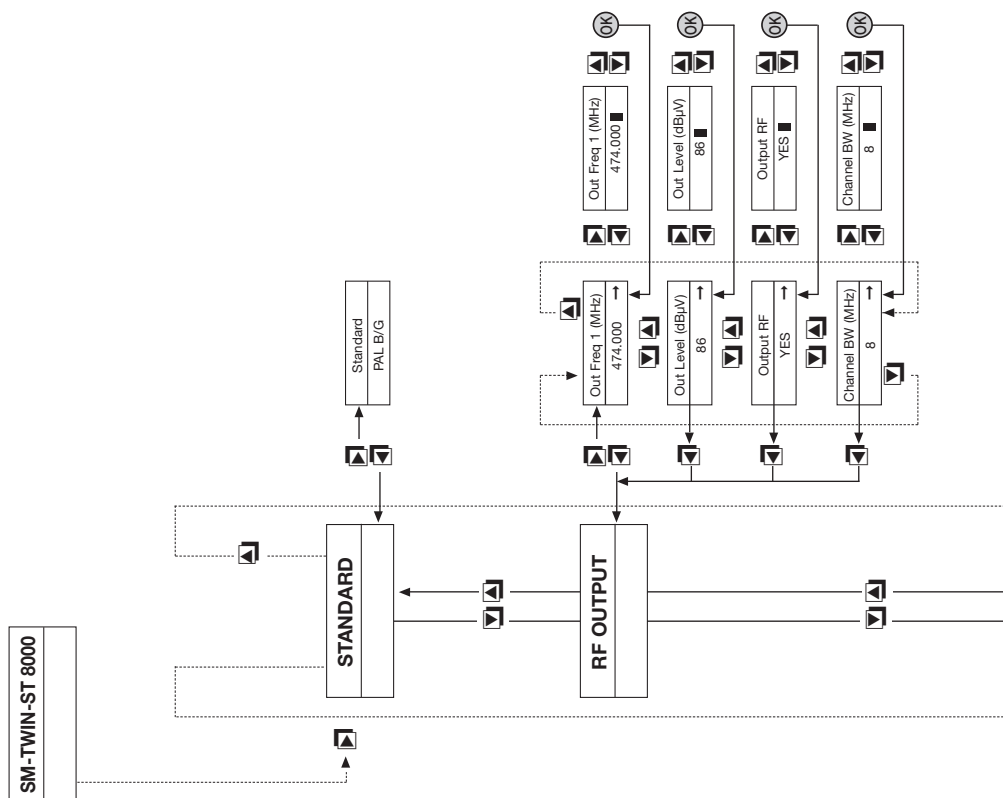 SM-TWIN-ST 8000
STANDARD
Standard
PAL B/G
RF OUTPUT
Out Freq 1 (MHz)
474.000 →
Out Freq 1 (MHz)
474.000
OK
Out Level (dBµV)
86 →
Out Level (dBµV)
86
OK
Output RF
YES →
Output RF
YES
OK
Channel BW (MHz)
8 →
Channel BW (MHz)
8
OK